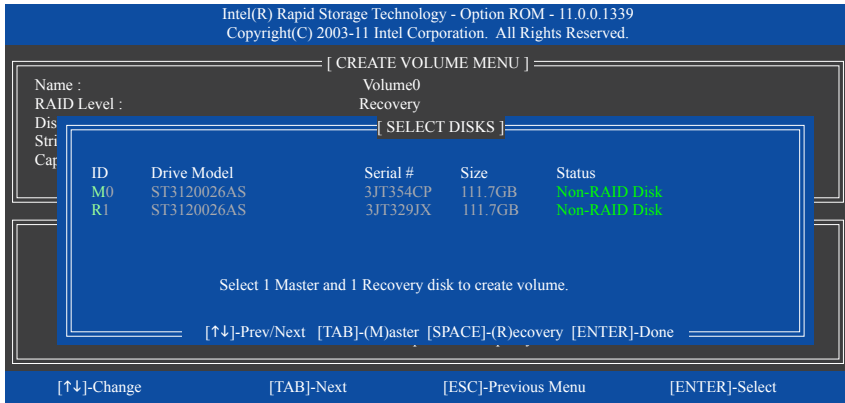 Intel(R) Rapid Storage Technology - Option ROM - 11.0.0.1339
Copyright(C) 2003-11 Intel Corporation. All Rights Reserved.
[ CREATE VOLUME MENU ]
Name : Volume0
RAID Level : Recovery
Dis
Stri
Cap
[ SELECT DISKS ]
ID Drive Model Serial # Size Status
M0 ST3120026AS 3JT354CP 111.7GB Non-RAID Disk
R1 ST3120026AS 3JT329JX 111.7GB Non-RAID Disk
Select 1 Master and 1 Recovery disk to create volume.
[↑↓]-Prev/Next [TAB]-(M)aster [SPACE]-(R)ecovery [ENTER]-Done
[↑↓]-Change [TAB]-Next [ESC]-Previous Menu [ENTER]-Select